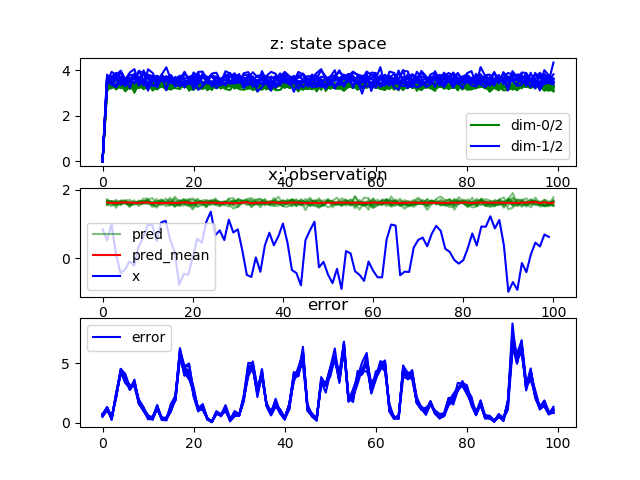 z: state space
4
2
0
dim-0/2
dim-1/2
0 20 40 60 80 100
x: observation
2
0
pred
pred_mean
x
0 20 40 60 80 100
error
5
0
error
0 20 40 60 80 100